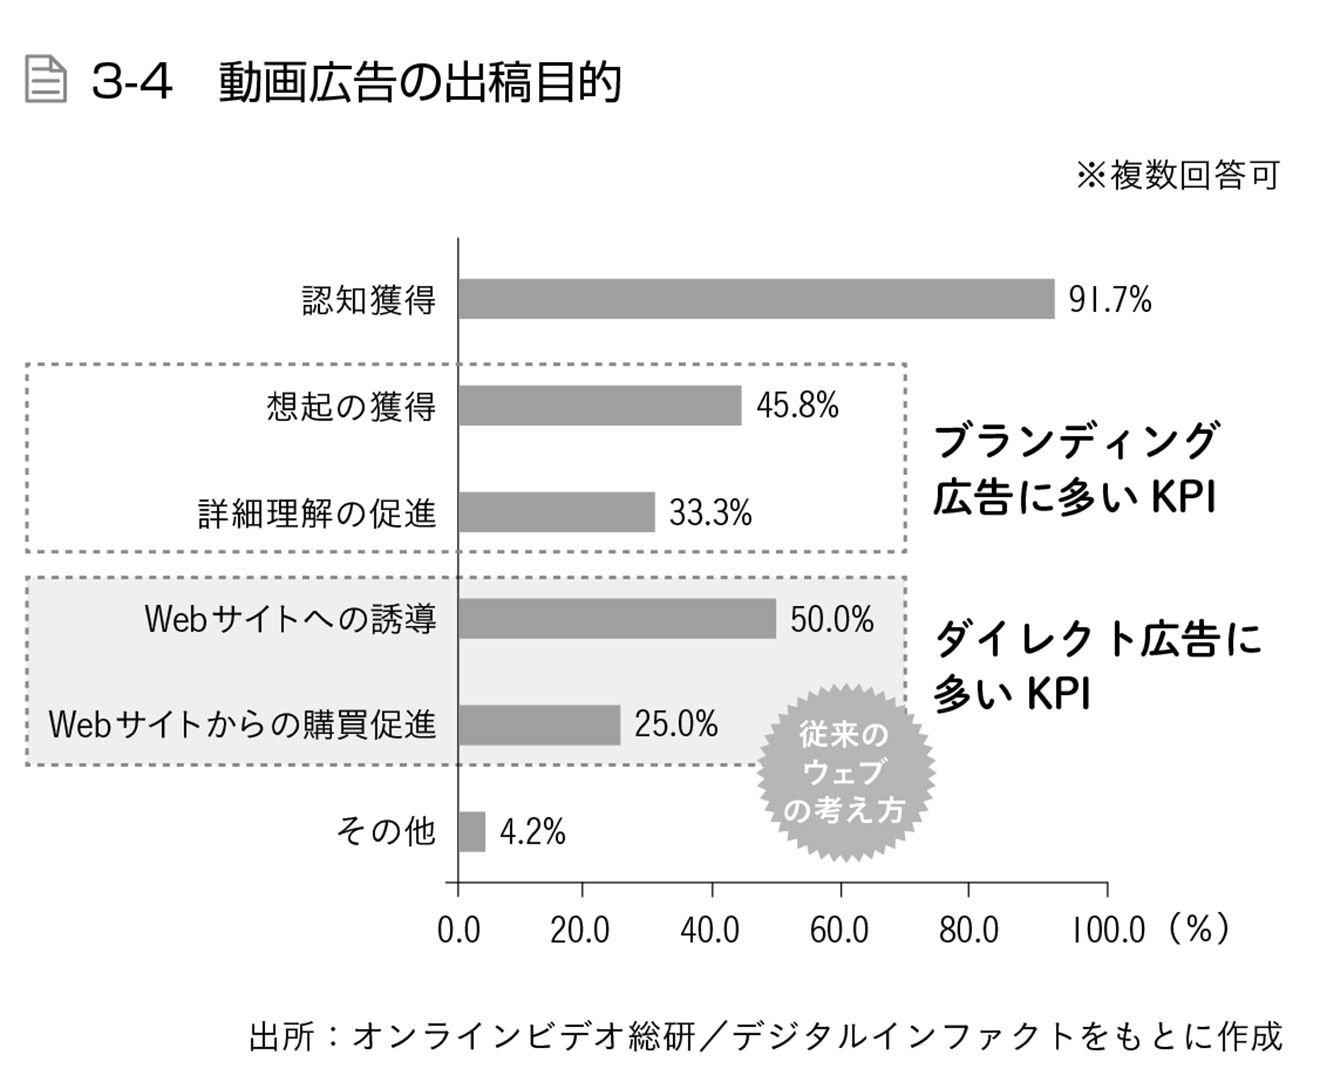 3-4 動画広告の出稿目的
※複数回答可
認知獲得 91.7%
想起の獲得 45.8%
詳細理解の促進 33.3%
ブランディング
広告に多い KPI
Webサイトへの誘導 50.0%
Webサイトからの購買促進 25.0%
ダイレクト広告に
多い KPI
従来の
ウェブ
の考え方
その他 4.2%
0.0 20.0 40.0 60.0 80.0 100.0 (%)
出所：オンラインビデオ総研／デジタルインファクトをもとに作成